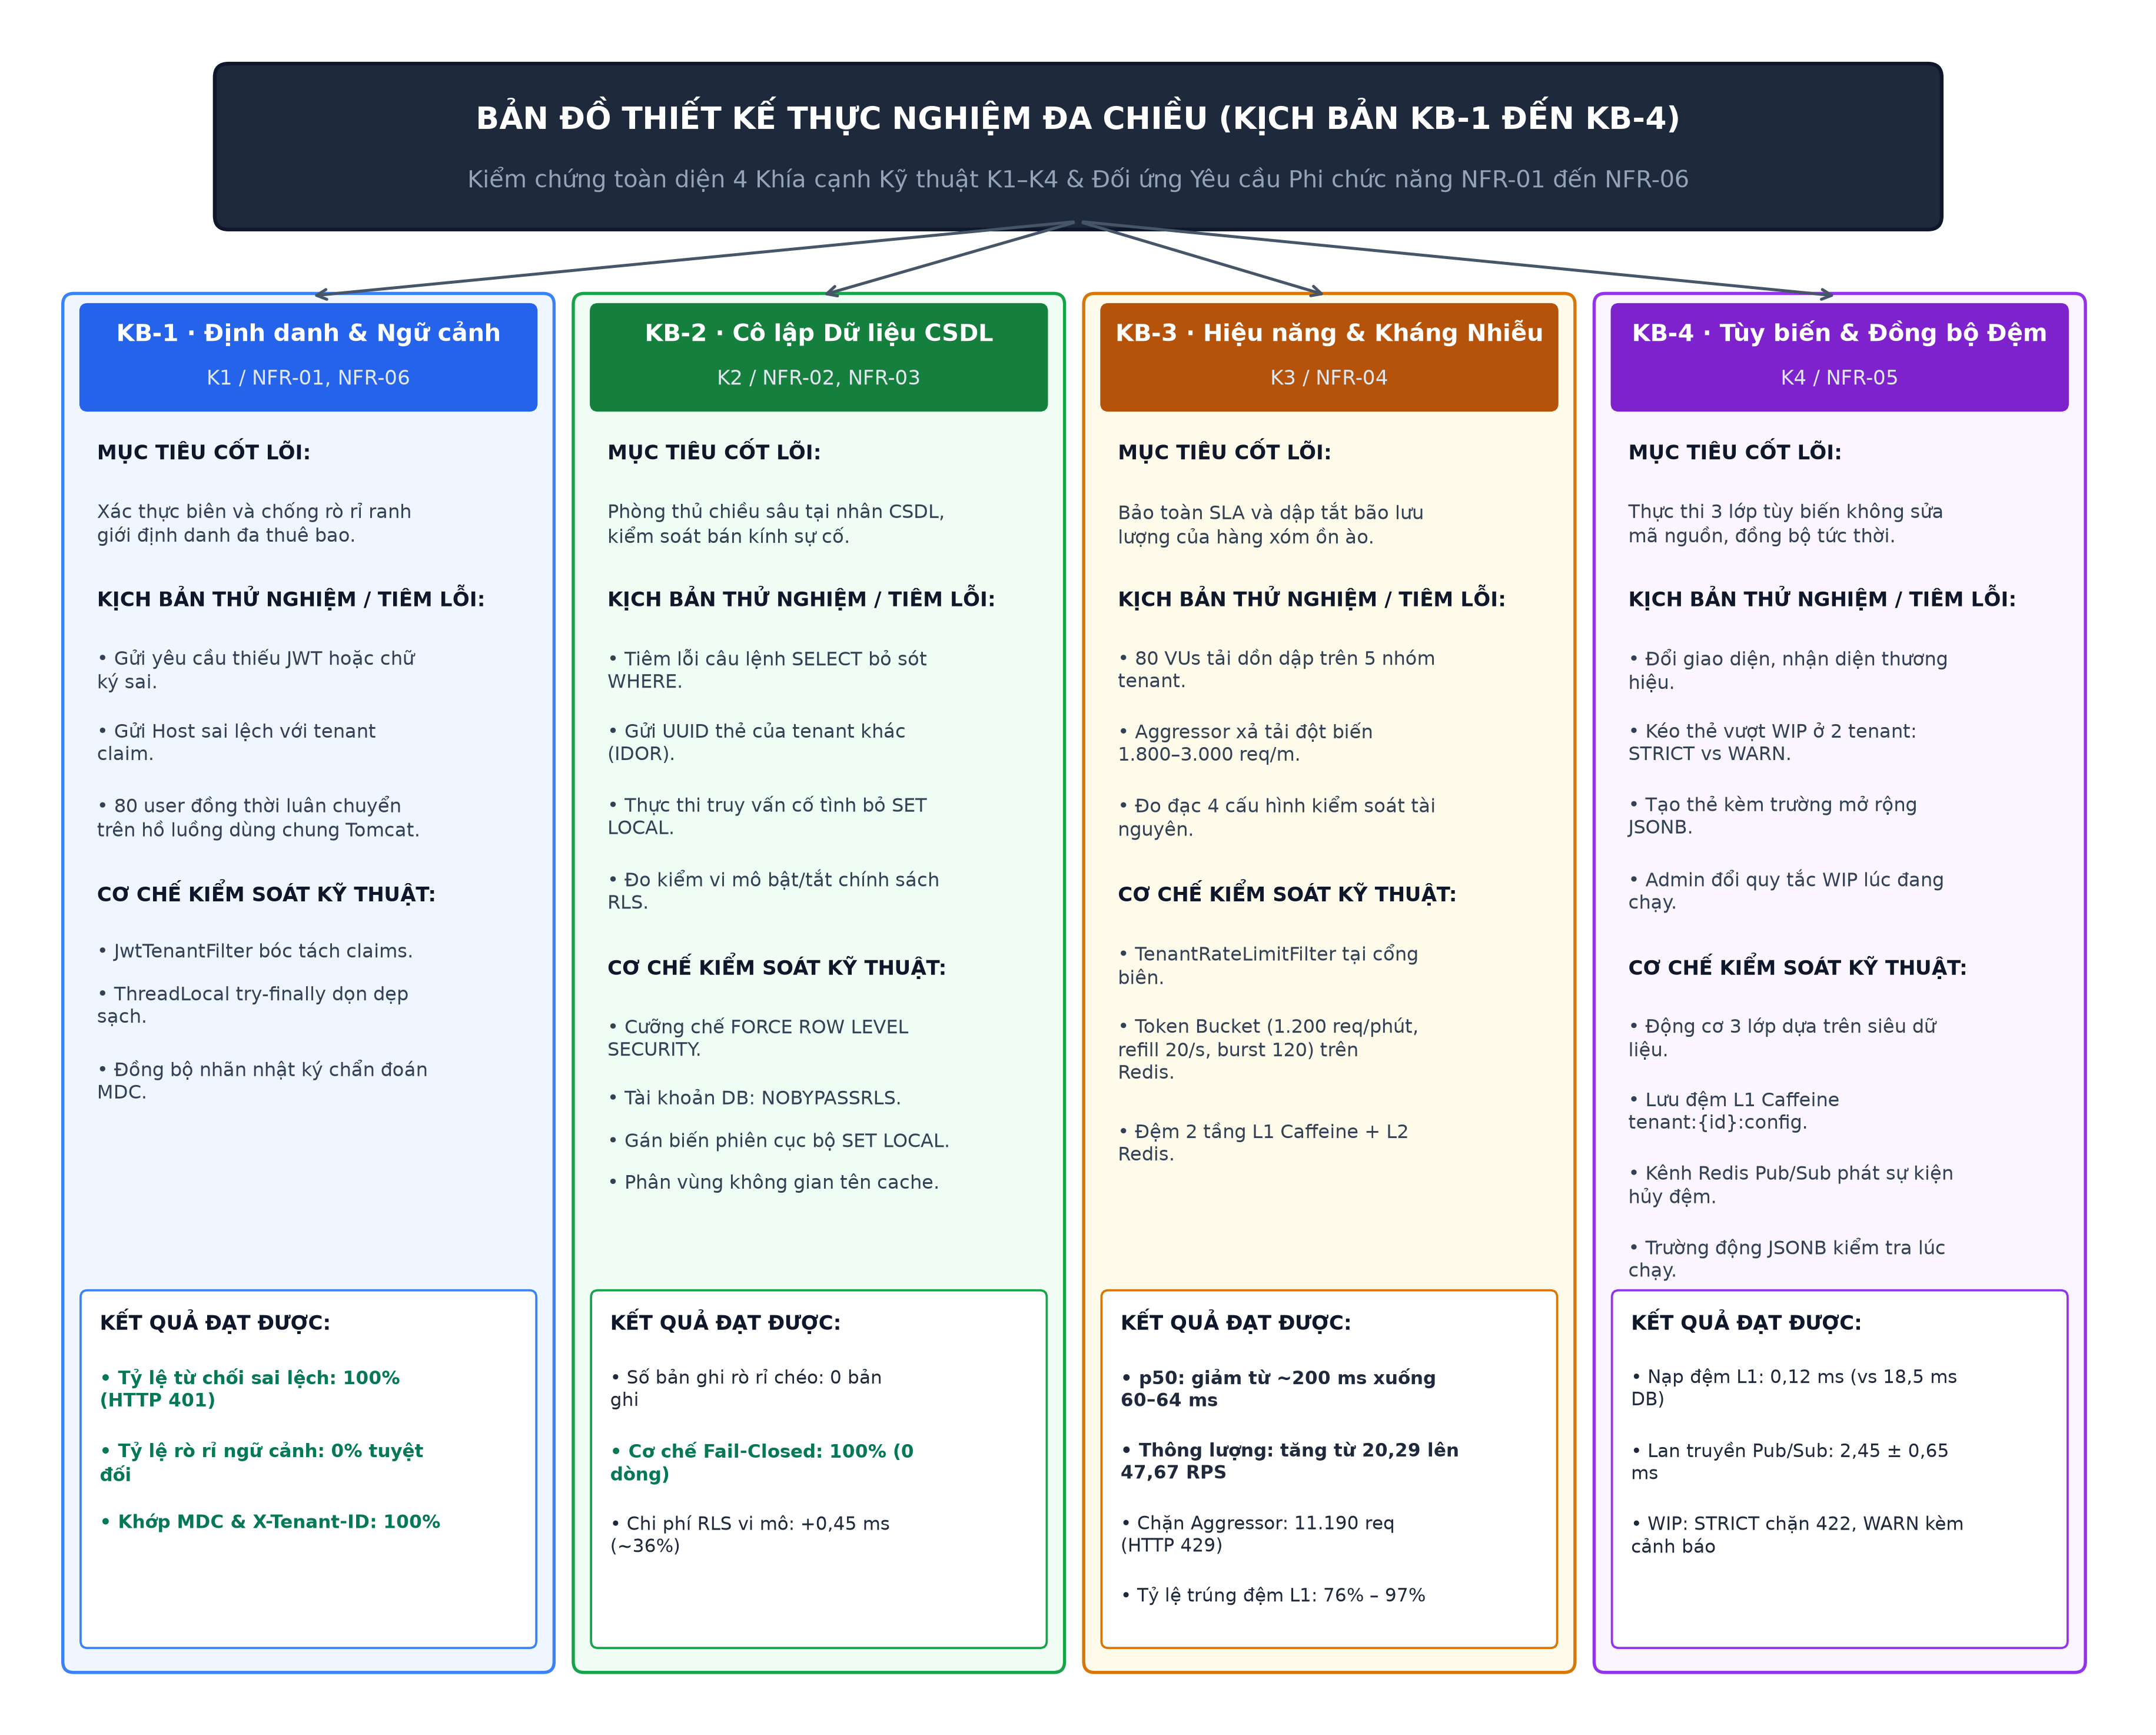 BẢN ĐỒ THIẾT KẾ THỰC NGHIỆM ĐA CHIỀU (KỊCH BẢN KB-1 ĐẾN KB-4)
Kiểm chứng toàn diện 4 Khía cạnh Kỹ thuật K1–K4 & Đối ứng Yêu cầu Phi chức năng NFR-01 đến NFR-06
KB-1 · Định danh & Ngữ cảnh
K1 / NFR-01, NFR-06
MỤC TIÊU CỐT LÕI:
Xác thực biên và chống rò rỉ ranh
giới định danh đa thuê bao.
KỊCH BẢN THỬ NGHIỆM / TIÊM LỖI:
• Gửi yêu cầu thiếu JWT hoặc chữ
ký sai.
• Gửi Host sai lệch với tenant
claim.
• 80 user đồng thời luân chuyển
trên hồ luồng dùng chung Tomcat.
CƠ CHẾ KIỂM SOÁT KỸ THUẬT:
• JwtTenantFilter bóc tách claims.
• ThreadLocal try-finally dọn dẹp
sạch.
• Đồng bộ nhãn nhật ký chẩn đoán
MDC.
KẾT QUẢ ĐẠT ĐƯỢC:
• Tỷ lệ từ chối sai lệch: 100%
(HTTP 401)
• Tỷ lệ rò rỉ ngữ cảnh: 0% tuyệt
đối
• Khớp MDC & X-Tenant-ID: 100%
KB-2 · Cô lập Dữ liệu CSDL
K2 / NFR-02, NFR-03
MỤC TIÊU CỐT LÕI:
Phòng thủ chiều sâu tại nhân CSDL,
kiểm soát bán kính sự cố.
KỊCH BẢN THỬ NGHIỆM / TIÊM LỖI:
• Tiêm lỗi câu lệnh SELECT bỏ sót
WHERE.
• Gửi UUID thẻ của tenant khác
(IDOR).
• Thực thi truy vấn cố tình bỏ SET
LOCAL.
• Đo kiểm vi mô bật/tắt chính sách
RLS.
CƠ CHẾ KIỂM SOÁT KỸ THUẬT:
• Cưỡng chế FORCE ROW LEVEL
SECURITY.
• Tài khoản DB: NOBYPASSRLS.
• Gán biến phiên cục bộ SET LOCAL.
• Phân vùng không gian tên cache.
KẾT QUẢ ĐẠT ĐƯỢC:
• Số bản ghi rò rỉ chéo: 0 bản
ghi
• Cơ chế Fail-Closed: 100% (0
dòng)
• Chi phí RLS vi mô: +0,45 ms
(~36%)
KB-3 · Hiệu năng & Kháng Nhiễu
K3 / NFR-04
MỤC TIÊU CỐT LÕI:
Bảo toàn SLA và dập tắt bão lưu
lượng của hàng xóm ồn ào.
KỊCH BẢN THỬ NGHIỆM / TIÊM LỖI:
• 80 VUs tải dồn dập trên 5 nhóm
tenant.
• Aggressor xả tải đột biến
1.800–3.000 req/m.
• Đo đạc 4 cấu hình kiểm soát tài
nguyên.
CƠ CHẾ KIỂM SOÁT KỸ THUẬT:
• TenantRateLimitFilter tại cổng
biên.
• Token Bucket (1.200 req/phút,
refill 20/s, burst 120) trên
Redis.
• Đệm 2 tầng L1 Caffeine + L2
Redis.
KẾT QUẢ ĐẠT ĐƯỢC:
• p50: giảm từ ~200 ms xuống
60–64 ms
• Thông lượng: tăng từ 20,29 lên
47,67 RPS
• Chặn Aggressor: 11.190 req
(HTTP 429)
• Tỷ lệ trúng đệm L1: 76% – 97%
KB-4 · Tùy biến & Đồng bộ Đệm
K4 / NFR-05
MỤC TIÊU CỐT LÕI:
Thực thi 3 lớp tùy biến không sửa
mã nguồn, đồng bộ tức thời.
KỊCH BẢN THỬ NGHIỆM / TIÊM LỖI:
• Đổi giao diện, nhận diện thương
hiệu.
• Kéo thẻ vượt WIP ở 2 tenant:
STRICT vs WARN.
• Tạo thẻ kèm trường mở rộng
JSONB.
• Admin đổi quy tắc WIP lúc đang
chạy.
CƠ CHẾ KIỂM SOÁT KỸ THUẬT:
• Động cơ 3 lớp dựa trên siêu dữ
liệu.
• Lưu đệm L1 Caffeine
tenant:{id}:config.
• Kênh Redis Pub/Sub phát sự kiện
hủy đệm.
• Trường động JSONB kiểm tra lúc
chạy.
KẾT QUẢ ĐẠT ĐƯỢC:
• Nạp đệm L1: 0,12 ms (vs 18,5 ms
DB)
• Lan truyền Pub/Sub: 2,45 ± 0,65
ms
• WIP: STRICT chặn 422, WARN kèm
cảnh báo